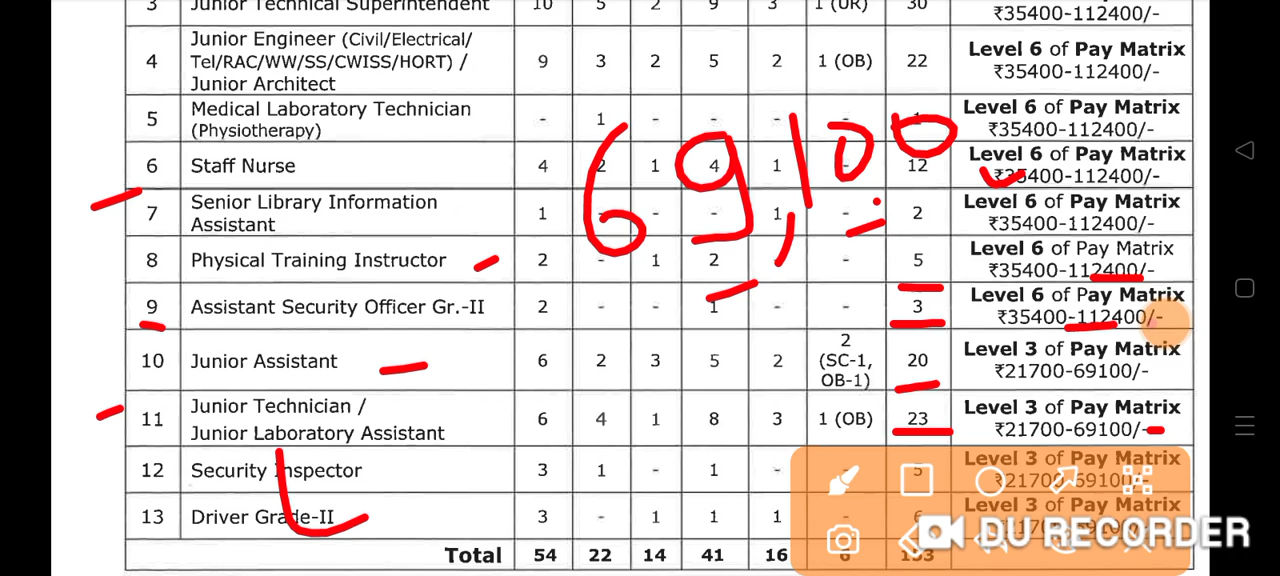 3 Junior Technical Superintendent 10 5 2 9 3 1 (UR) 30 ₹35400-112400/-
4 Junior Engineer (Civil/Electrical/ Tel/RAC/WW/SS/CWISS/HORT) / Junior Architect 9 3 2 5 2 1 (OB) 22 Level 6 of Pay Matrix ₹35400-112400/-
5 Medical Laboratory Technician (Physiotherapy) - 1 - - - - 1 Level 6 of Pay Matrix ₹35400-112400/-
6 Staff Nurse 4 2 1 4 1 - 12 Level 6 of Pay Matrix ₹35400-112400/-
7 Senior Library Information Assistant 1 - - - 1 - 2 Level 6 of Pay Matrix ₹35400-112400/-
8 Physical Training Instructor 2 - 1 2 - - 5 Level 6 of Pay Matrix ₹35400-112400/-
9 Assistant Security Officer Gr.-II 2 - - 1 - - 3 Level 6 of Pay Matrix ₹35400-112400/-
10 Junior Assistant 6 2 3 5 2 2 (SC-1, OB-1) 20 Level 3 of Pay Matrix ₹21700-69100/-
11 Junior Technician / Junior Laboratory Assistant 6 4 1 8 3 1 (OB) 23 Level 3 of Pay Matrix ₹21700-69100/-
12 Security Inspector 3 1 - 1 - - 5 Level 3 of Pay Matrix ₹21700-69100/-
13 Driver Grade-II 3 - 1 1 1 6
Total 54 22 14 41 16 6 153
69,100
DU RECORDER